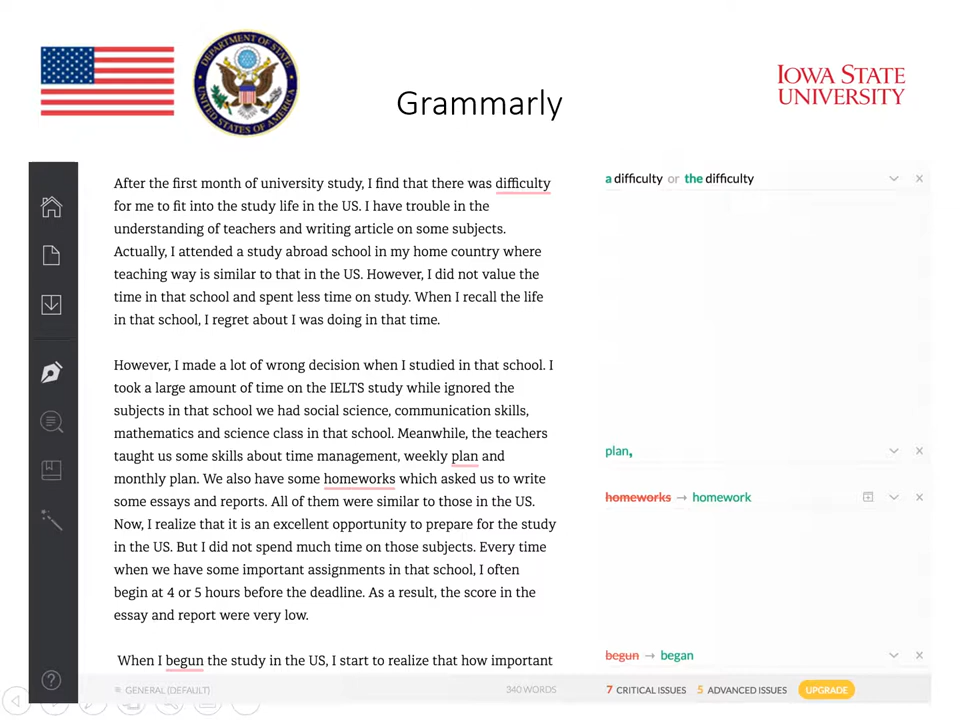 DEPARTMENT OF STATE
UNITED STATES OF AMERICA
Grammarly
IOWA STATE
UNIVERSITY
After the first month of university study, I find that there was difficulty
for me to fit into the study life in the US. I have trouble in the
understanding of teachers and writing article on some subjects.
Actually, I attended a study abroad school in my home country where
teaching way is similar to that in the US. However, I did not value the
time in that school and spent less time on study. When I recall the life
in that school, I regret about I was doing in that time.
However, I made a lot of wrong decision when I studied in that school. I
took a large amount of time on the IELTS study while ignored the
subjects in that school we had social science, communication skills,
mathematics and science class in that school. Meanwhile, the teachers
taught us some skills about time management, weekly plan and
monthly plan. We also have some homeworks which asked us to write
some essays and reports. All of them were similar to those in the US.
Now, I realize that it is an excellent opportunity to prepare for the study
in the US. But I did not spend much time on those subjects. Every time
when we have some important assignments in that school, I often
begin at 4 or 5 hours before the deadline. As a result, the score in the
essay and report were very low.
When I begun the study in the US, I start to realize that how important
a difficulty or the difficulty
plan,
homeworks → homework
begun → began
GENERAL (DEFAULT)
340 WORDS
7 CRITICAL ISSUES
5 ADVANCED ISSUES
UPGRADE